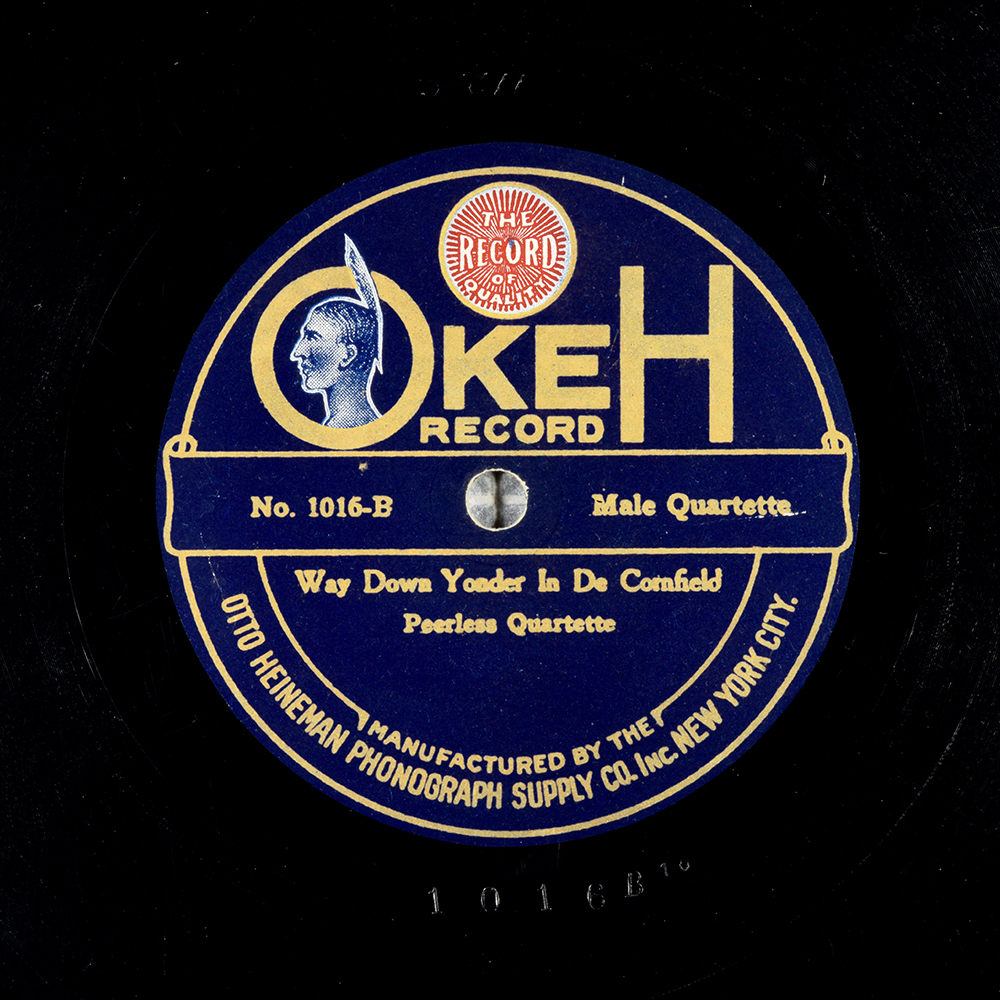 THE
RECORD
OF
QUALITY
OKEH
RECORD
No. 1016-B
Male Quartette
Way Down Yonder In De Cornfield
Peerless Quartette
MANUFACTURED BY THE
OTTO HEINEMAN PHONOGRAPH SUPPLY CO. INC. NEW YORK CITY.
1016B